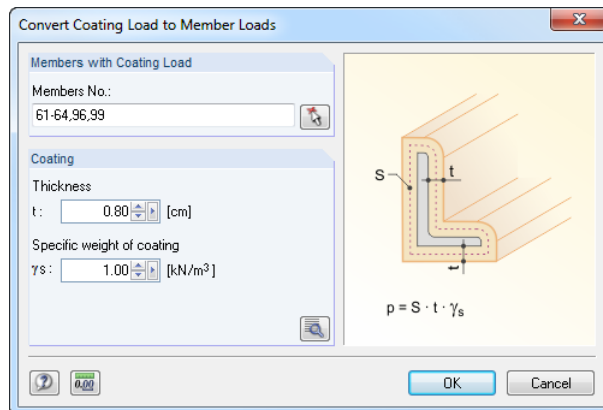 Convert Coating Load to Member Loads
Members with Coating Load
Members No.:
61-64,96,99
Coating
Thickness
t: 0.80 [cm]
Specific weight of coating
γs: 1.00 [kN/m³]
S
t
t
p = S · t · γs
0.00
OK
Cancel